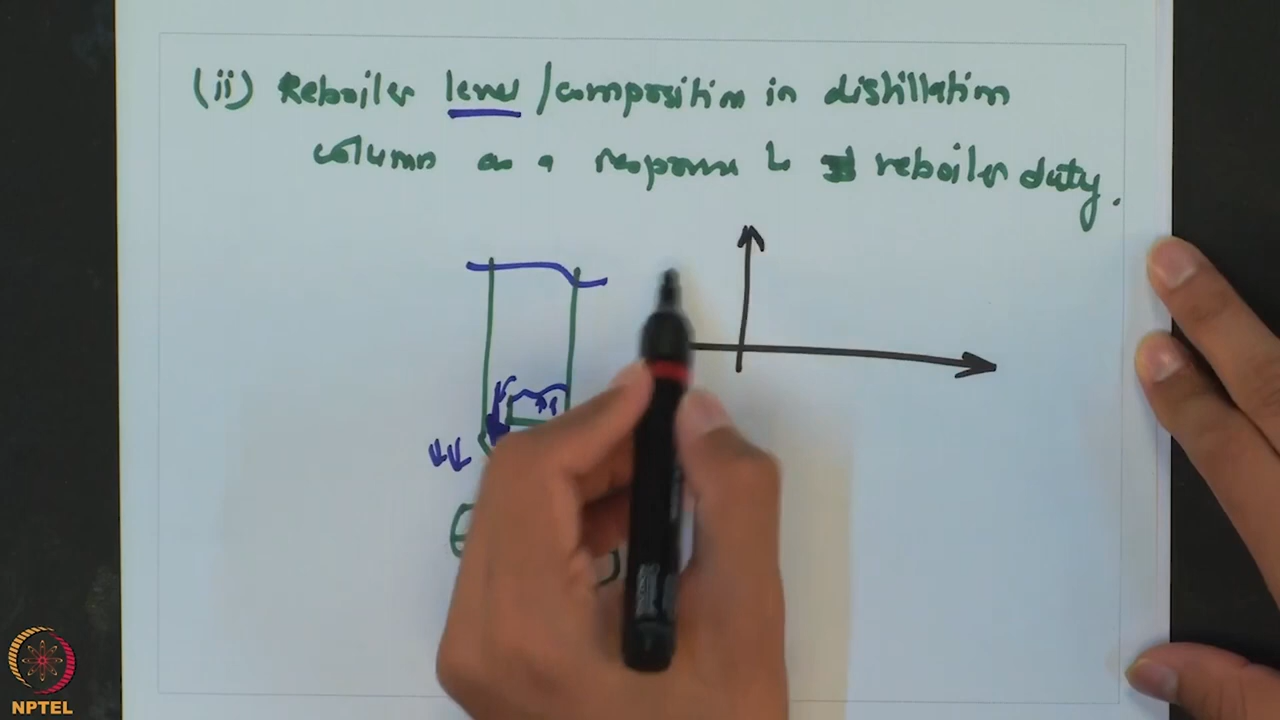 (ii) Reboiler level / composition in distillation
column as a response to reboiler duty.
NPTEL